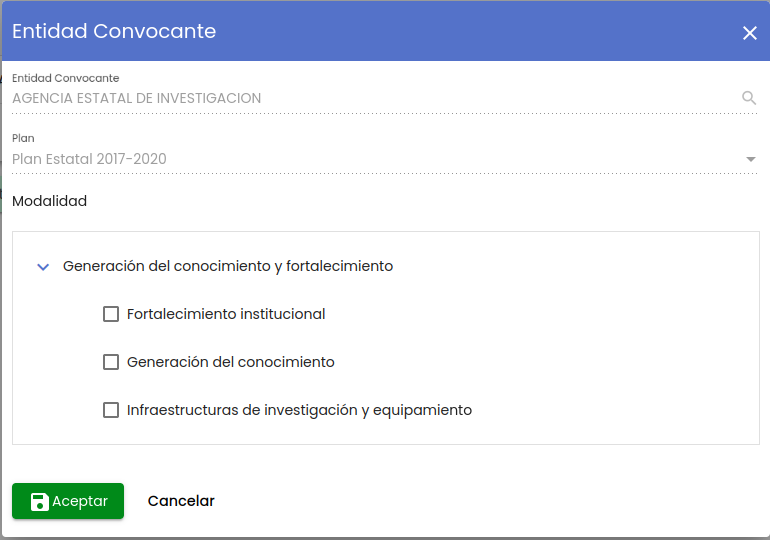 Entidad Convocante
Entidad Convocante
AGENCIA ESTATAL DE INVESTIGACION
Plan
Plan Estatal 2017-2020
Modalidad
Generación del conocimiento y fortalecimiento
Fortalecimiento institucional
Generación del conocimiento
Infraestructuras de investigación y equipamiento
Aceptar Cancelar